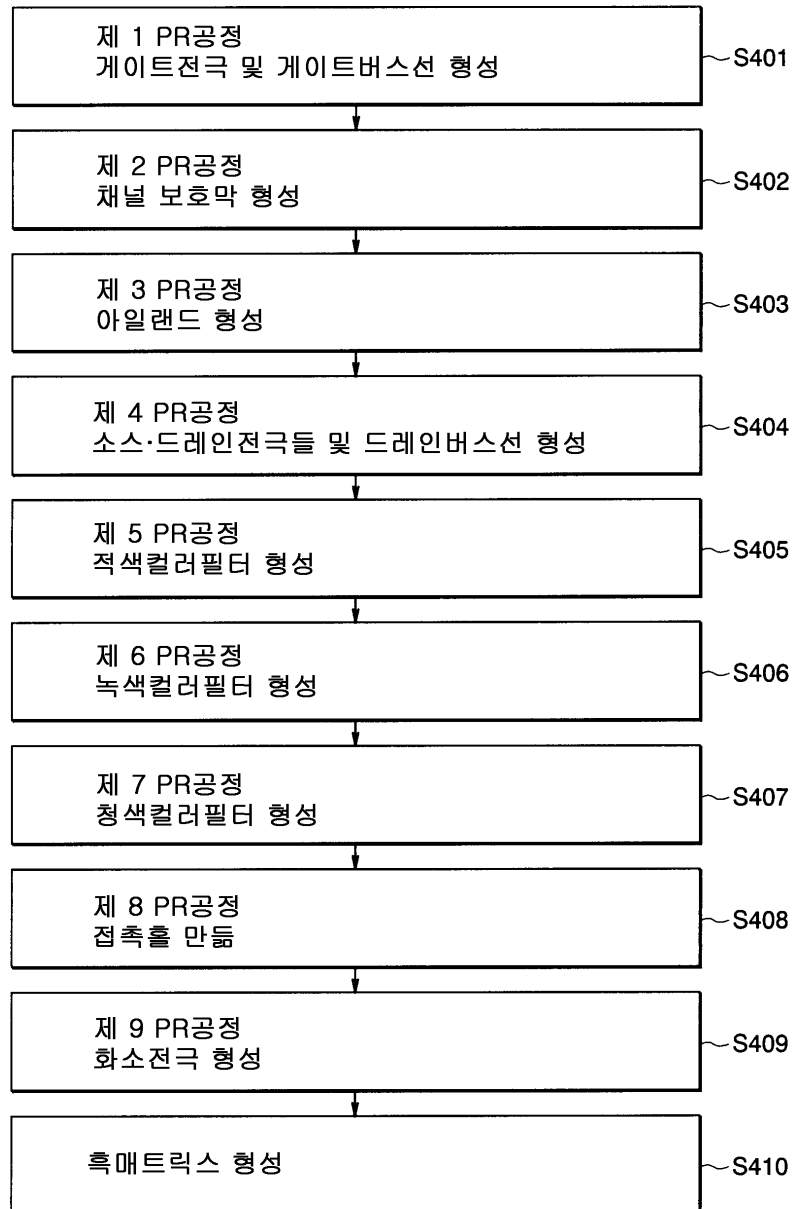 제 1 PR공정
게이트전극 및 게이트버스선 형성
S401
제 2 PR공정
채널 보호막 형성
S402
제 3 PR공정
아일랜드 형성
S403
제 4 PR공정
소스·드레인전극들 및 드레인버스선 형성
S404
제 5 PR공정
적색컬러필터 형성
S405
제 6 PR공정
녹색컬러필터 형성
S406
제 7 PR공정
청색컬러필터 형성
S407
제 8 PR공정
접촉홀 만듦
S408
제 9 PR공정
화소전극 형성
S409
흑매트릭스 형성
S410